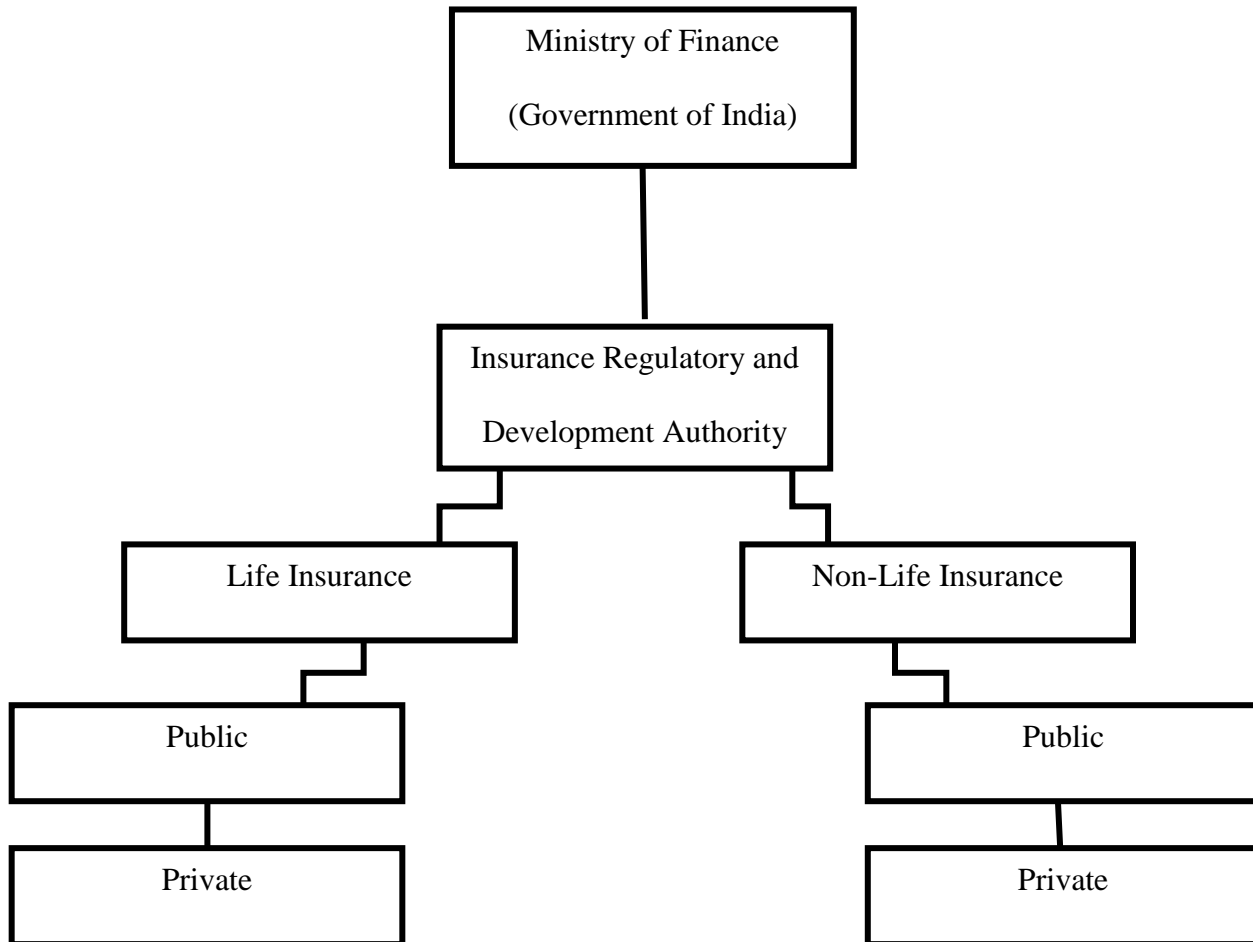 Ministry of Finance
(Government of India)
Insurance Regulatory and
Development Authority
Life Insurance
Non-Life Insurance
Public
Public
Private
Private